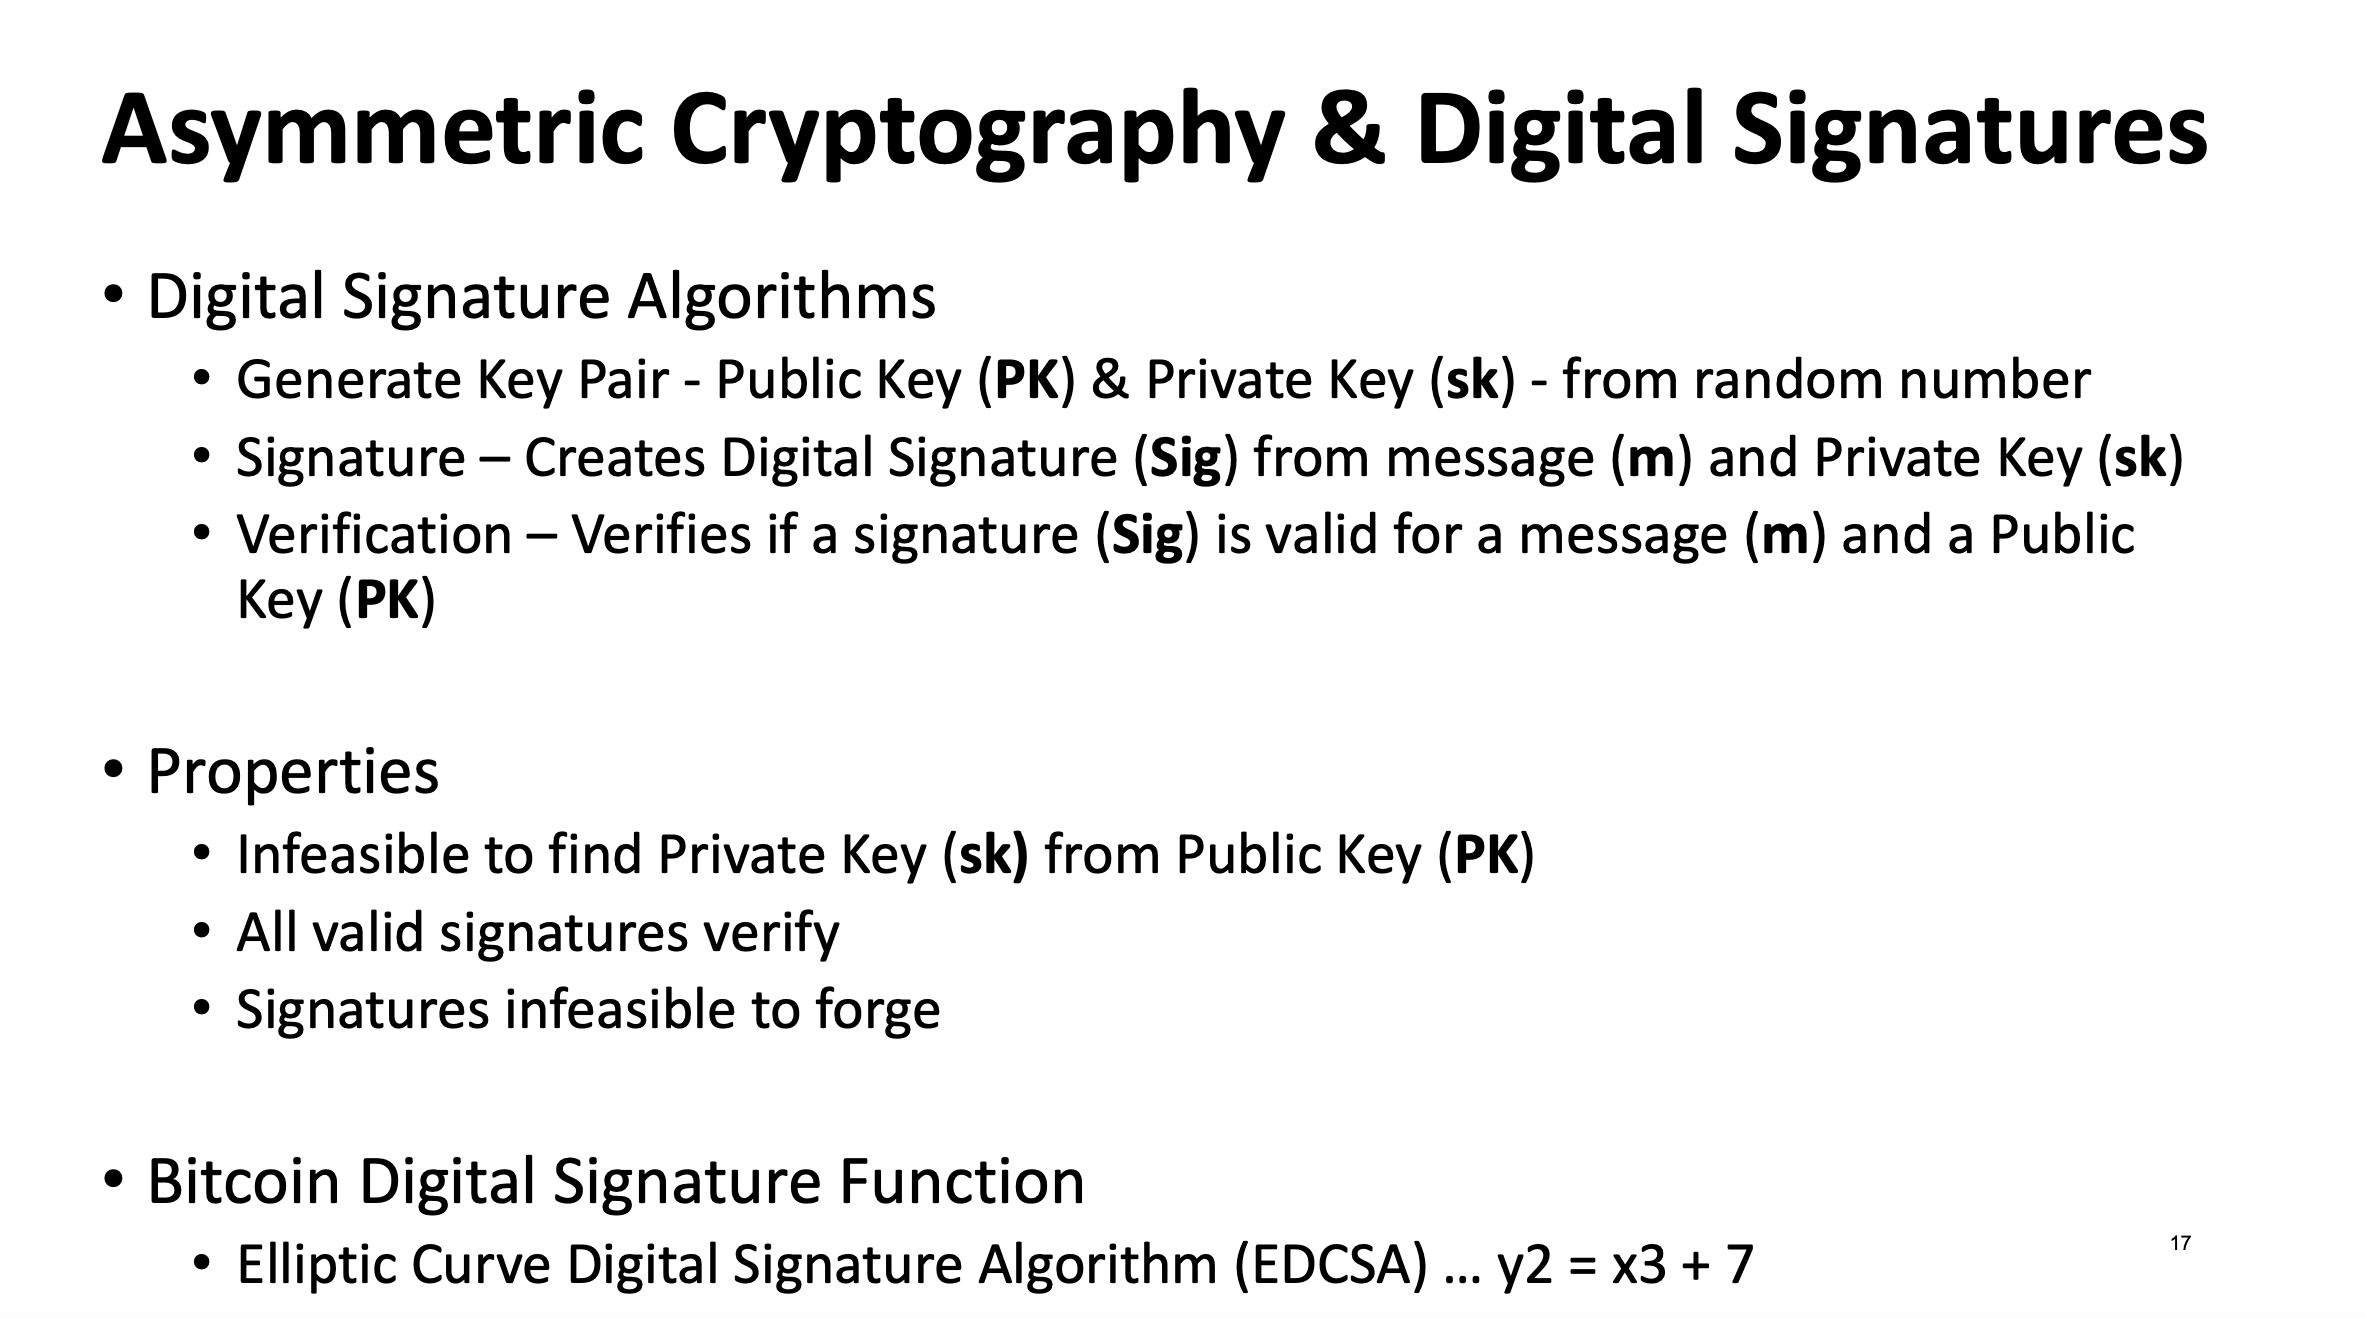 Asymmetric Cryptography & Digital Signatures
• Digital Signature Algorithms
• Generate Key Pair - Public Key (PK) & Private Key (sk) - from random number
• Signature – Creates Digital Signature (Sig) from message (m) and Private Key (sk)
• Verification – Verifies if a signature (Sig) is valid for a message (m) and a Public
Key (PK)
• Properties
• Infeasible to find Private Key (sk) from Public Key (PK)
• All valid signatures verify
• Signatures infeasible to forge
• Bitcoin Digital Signature Function
• Elliptic Curve Digital Signature Algorithm (EDCSA) … y2 = x3 + 7
17